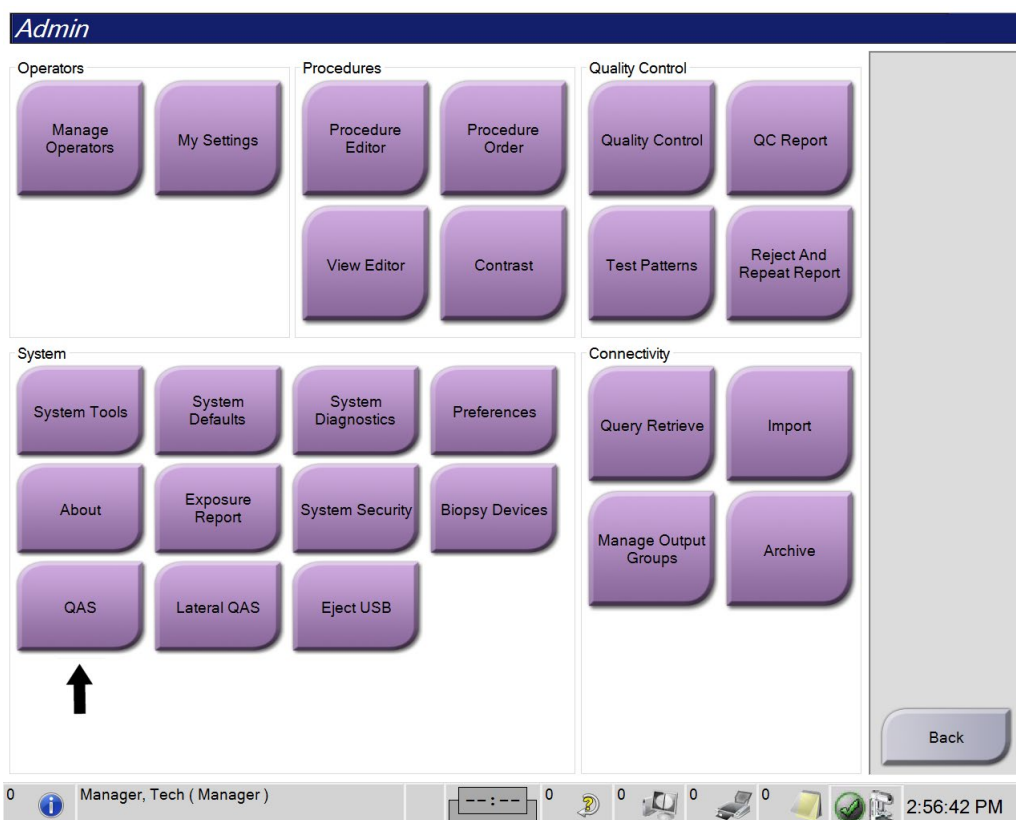 Admin
Operators
Manage
Operators
My Settings
Procedures
Procedure
Editor
Procedure
Order
View Editor
Contrast
Quality Control
Quality Control
QC Report
Test Patterns
Reject And
Repeat Report
System
System Tools
System
Defaults
System
Diagnostics
Preferences
About
Exposure
Report
System Security
Biopsy Devices
QAS
Lateral QAS
Eject USB
Connectivity
Query Retrieve
Import
Manage Output
Groups
Archive
Back
0
Manager, Tech ( Manager )
--:--
0
0
0
0
2:56:42 PM